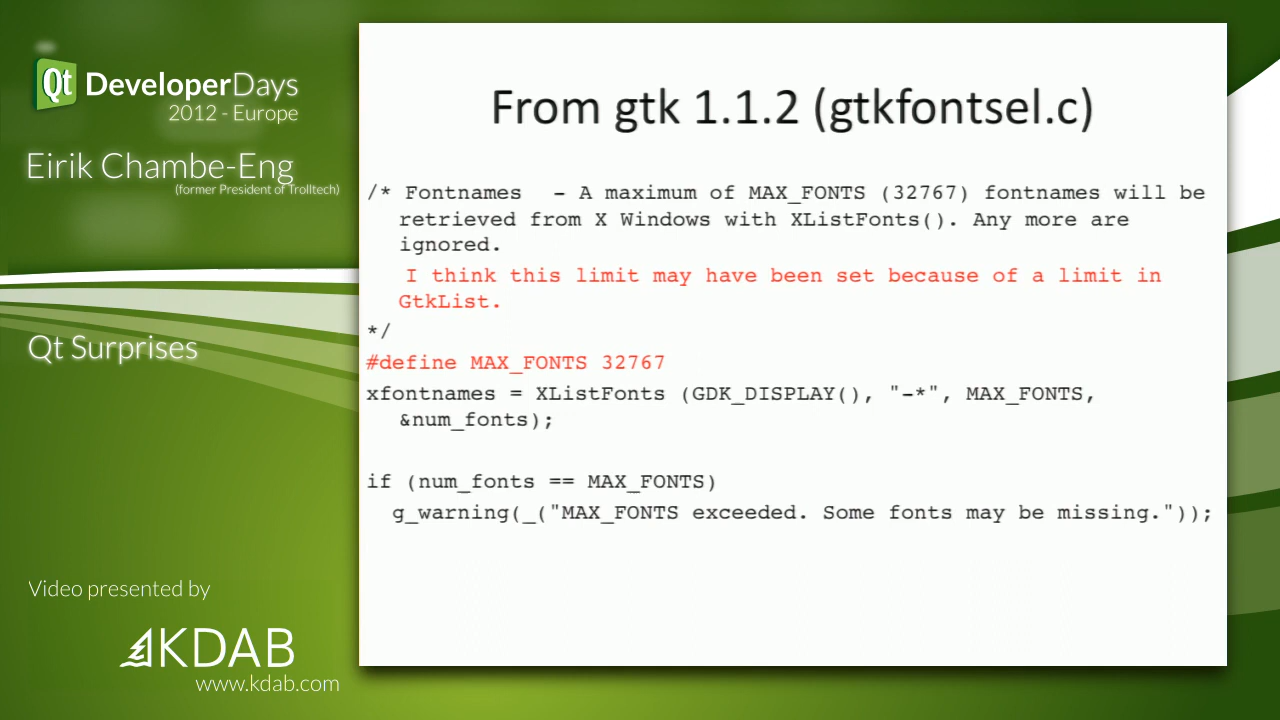 Qt DeveloperDays
2012 - Europe
Eirik Chambe-Eng
(former President of Trolltech)
Qt Surprises
Video presented by
KDAB
www.kdab.com
From gtk 1.1.2 (gtkfontsel.c)
/* Fontnames  - A maximum of MAX_FONTS (32767) fontnames will be
retrieved from X Windows with XListFonts(). Any more are
ignored.
I think this limit may have been set because of a limit in
GtkList.
*/
#define MAX_FONTS 32767
xfontnames = XListFonts (GDK_DISPLAY(), "-*", MAX_FONTS,
&num_fonts);
if (num_fonts == MAX_FONTS)
g_warning(_("MAX_FONTS exceeded. Some fonts may be missing."));